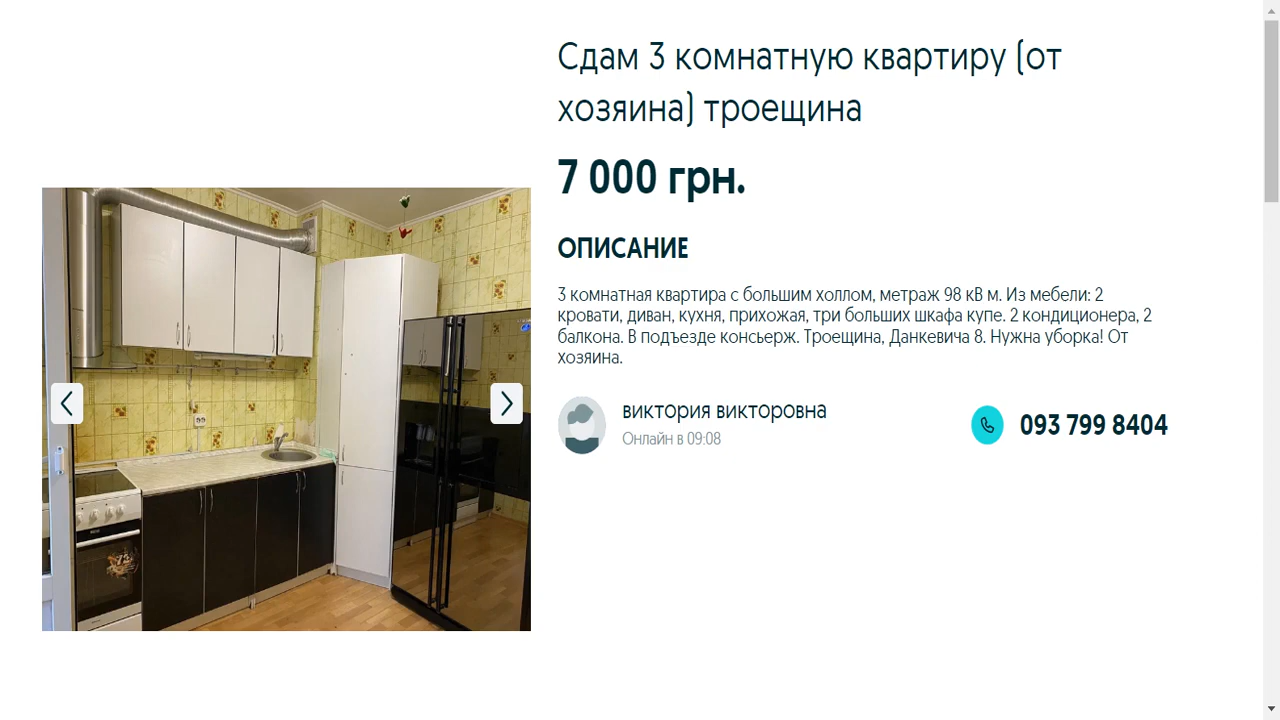 Сдам 3 комнатную квартиру (от
хозяина) троещина
7 000 грн.
ОПИСАНИЕ
3 комнатная квартира с большим холлом, метраж 98 кВ м. Из мебели: 2
кровати, диван, кухня, прихожая, три больших шкафа купе. 2 кондиционера, 2
балкона. В подъезде консьерж. Троещина, Данкевича 8. Нужна уборка! От
хозяина.
виктория викторовна
Онлайн в 09:08
093 799 8404